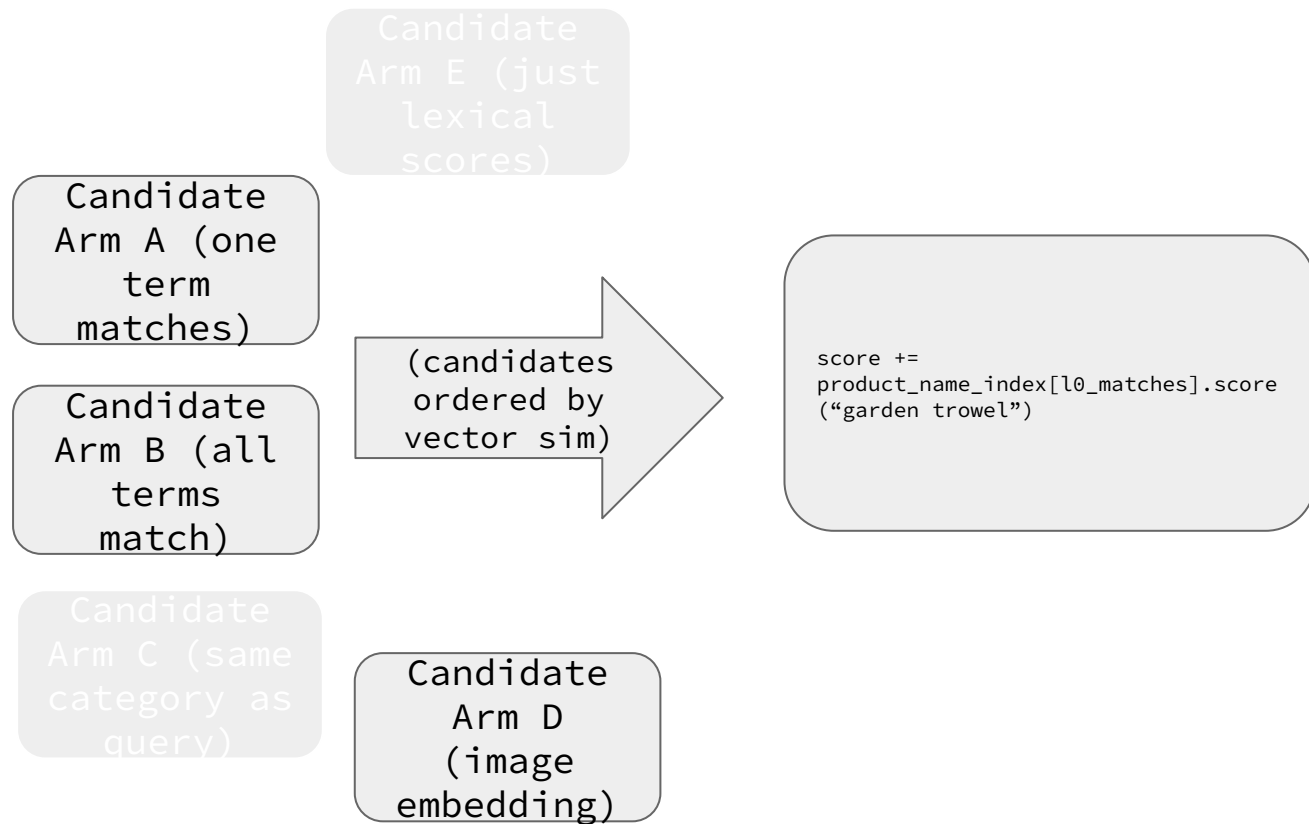 Candidate
Arm E (just
lexical
scores)
Candidate
Arm A (one
term
matches)
Candidate
Arm B (all
terms
match)
Candidate
Arm C (same
category as
query)
Candidate
Arm D
(image
embedding)
(candidates
ordered by
vector sim)
score +=
product_name_index[l0_matches].score
(“garden trowel”)